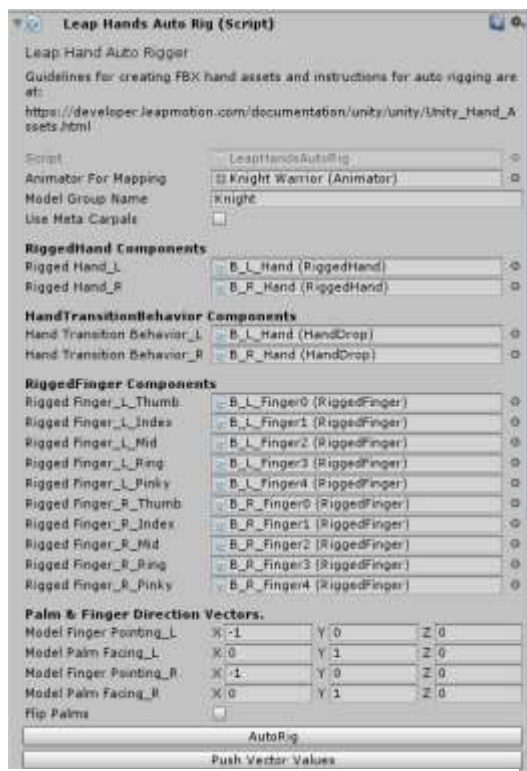 Leap Hands Auto Rig (Script)
Leap Hand Auto Rigger
Guidelines for creating FBX hand assets and instructions for auto rigging are
at:
https://developer.leapmotion.com/documentation/unity/unity/Unity_Hand_A
ssets.html
Script LeapHandsAutoRig
Animator For Mapping Knight Warrior (Animator)
Model Group Name Knight
Use Meta Carpals
RiggedHand Components
Rigged Hand_L B_L_Hand (RiggedHand)
Rigged Hand_R B_R_Hand (RiggedHand)
HandTransitionBehavior Components
Hand Transition Behavior_L B_L_Hand (HandDrop)
Hand Transition Behavior_R B_R_Hand (HandDrop)
RiggedFinger Components
Rigged Finger_L_Thumb B_L_Finger0 (RiggedFinger)
Rigged Finger_L_Index B_L_Finger1 (RiggedFinger)
Rigged Finger_L_Mid B_L_Finger2 (RiggedFinger)
Rigged Finger_L_Ring B_L_Finger3 (RiggedFinger)
Rigged Finger_L_Pinky B_L_Finger4 (RiggedFinger)
Rigged Finger_R_Thumb B_R_Finger0 (RiggedFinger)
Rigged Finger_R_Index B_R_Finger1 (RiggedFinger)
Rigged Finger_R_Mid B_R_Finger2 (RiggedFinger)
Rigged Finger_R_Ring B_R_Finger3 (RiggedFinger)
Rigged Finger_R_Pinky B_R_Finger4 (RiggedFinger)
Palm & Finger Direction Vectors.
Model Finger Pointing_L X -1 Y 0 Z 0
Model Palm Facing_L X 0 Y 1 Z 0
Model Finger Pointing_R X -1 Y 0 Z 0
Model Palm Facing_R X 0 Y 1 Z 0
Flip Palms
AutoRig
Push Vector Values